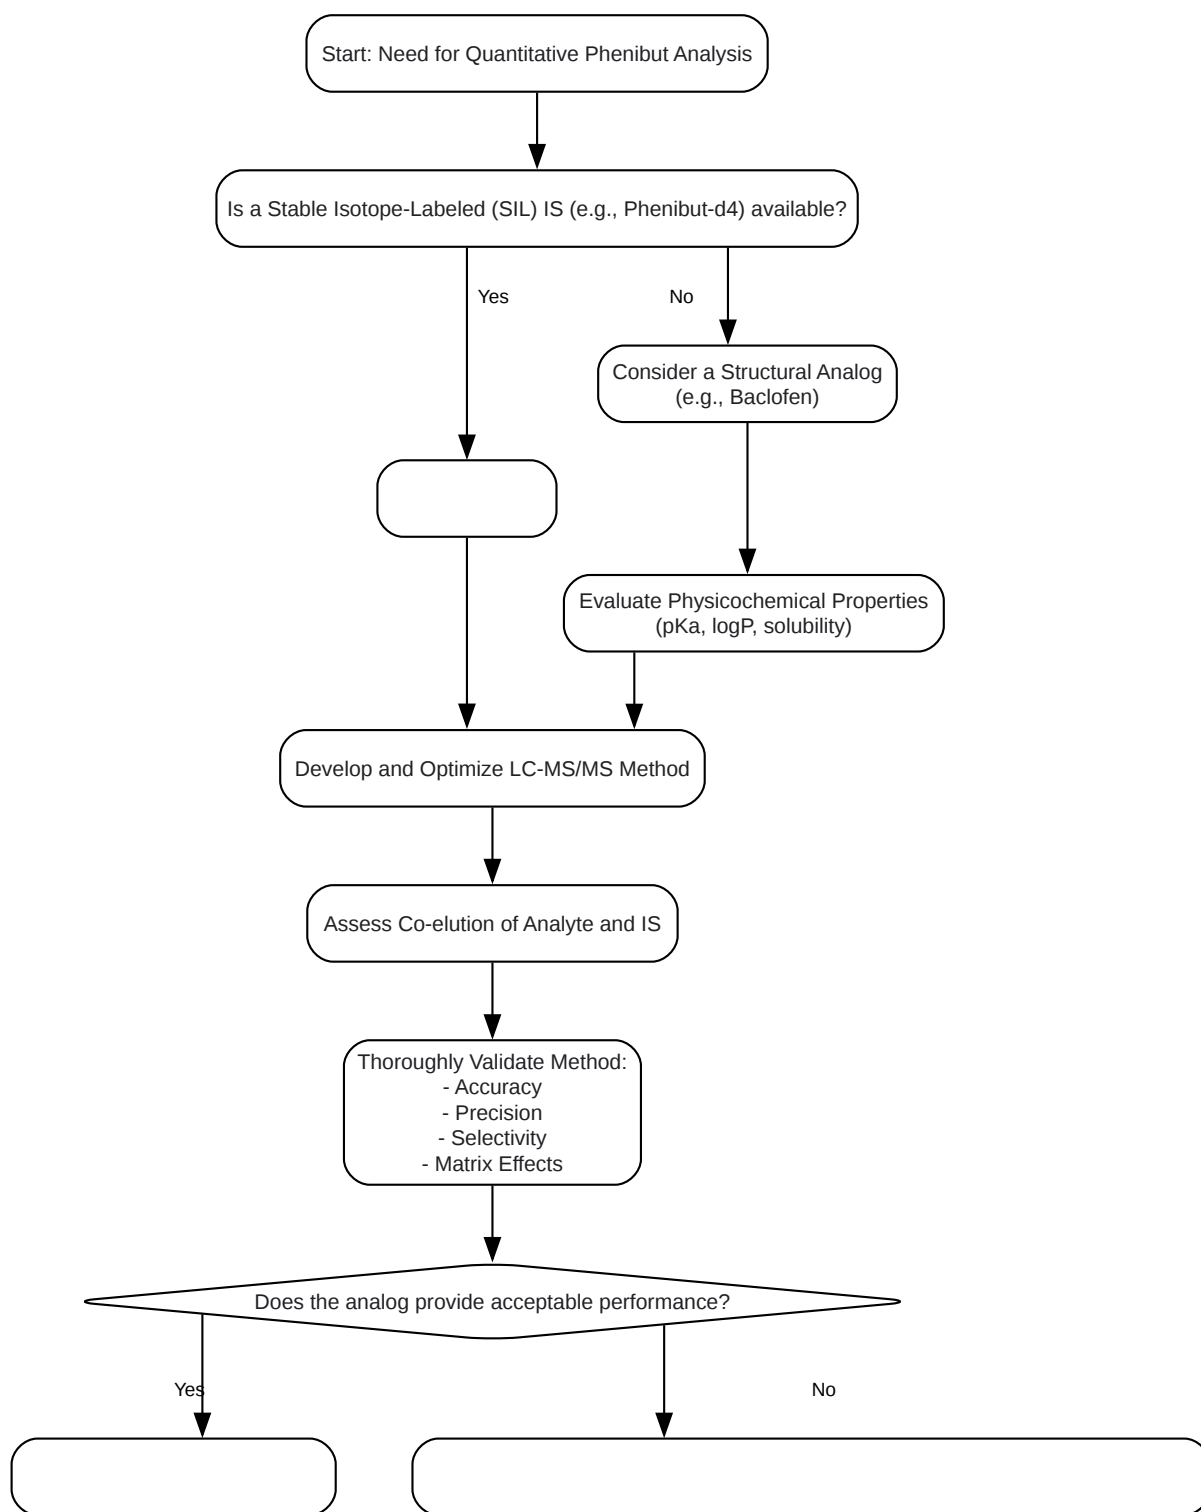 Start: Need for Quantitative Phenibut Analysis
Is a Stable Isotope-Labeled (SIL) IS (e.g., Phenibut-d4) available?
Yes
No
Consider a Structural Analog
(e.g., Baclofen)
Evaluate Physicochemical Properties
(pKa, logP, solubility)
Develop and Optimize LC-MS/MS Method
Assess Co-elution of Analyte and IS
Thoroughly Validate Method:
- Accuracy
- Precision
- Selectivity
- Matrix Effects
Does the analog provide acceptable performance?
Yes
No